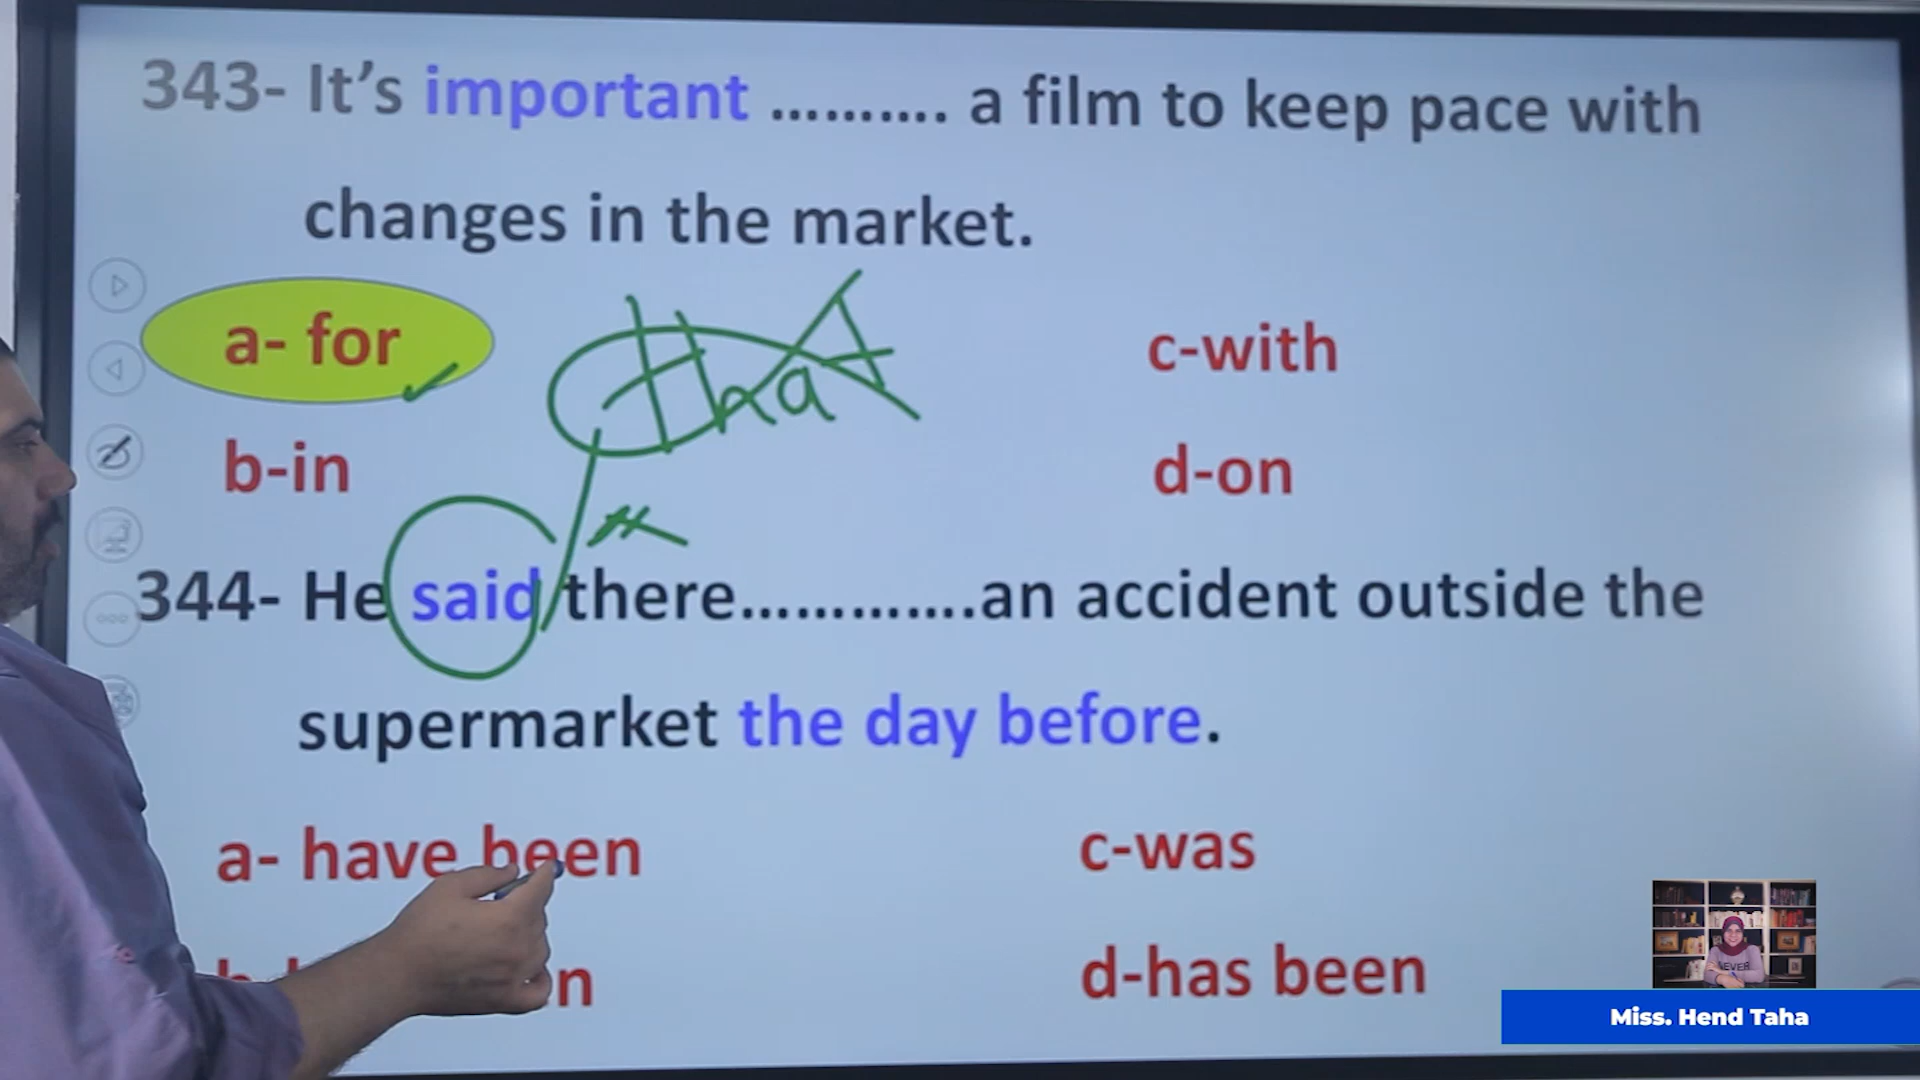 343- It's important .......... a film to keep pace with
changes in the market.
a- for
c-with
that
b-in
d-on
344- He said there.............an accident outside the
supermarket the day before.
a- have been
c-was
d-has been
Miss. Hend Taha